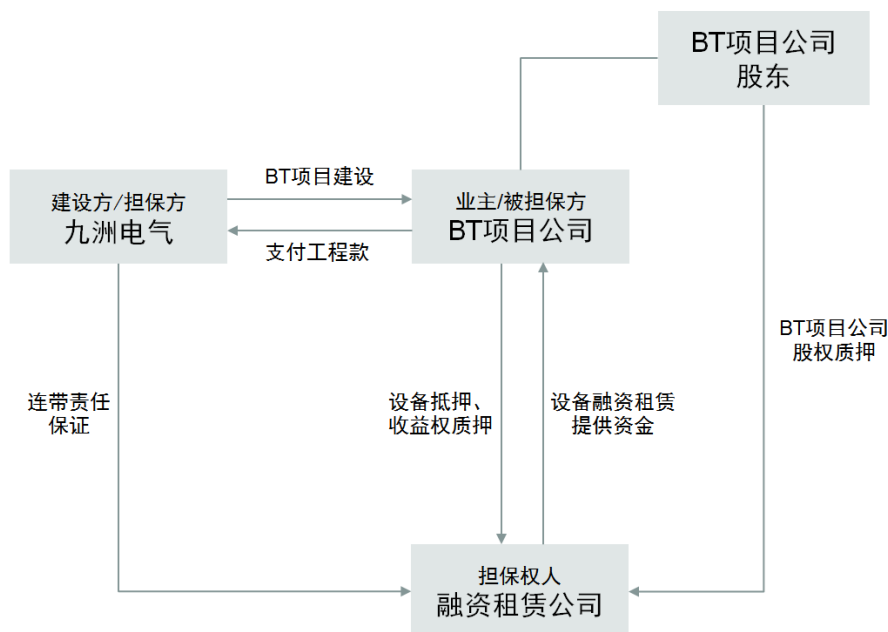 BT项目公司
股东
建设方/担保方
九洲电气
BT项目建设
支付工程款
业主/被担保方
BT项目公司
BT项目公司
股权质押
连带责任
保证
设备抵押、
收益权质押
设备融资租赁
提供资金
担保权人
融资租赁公司